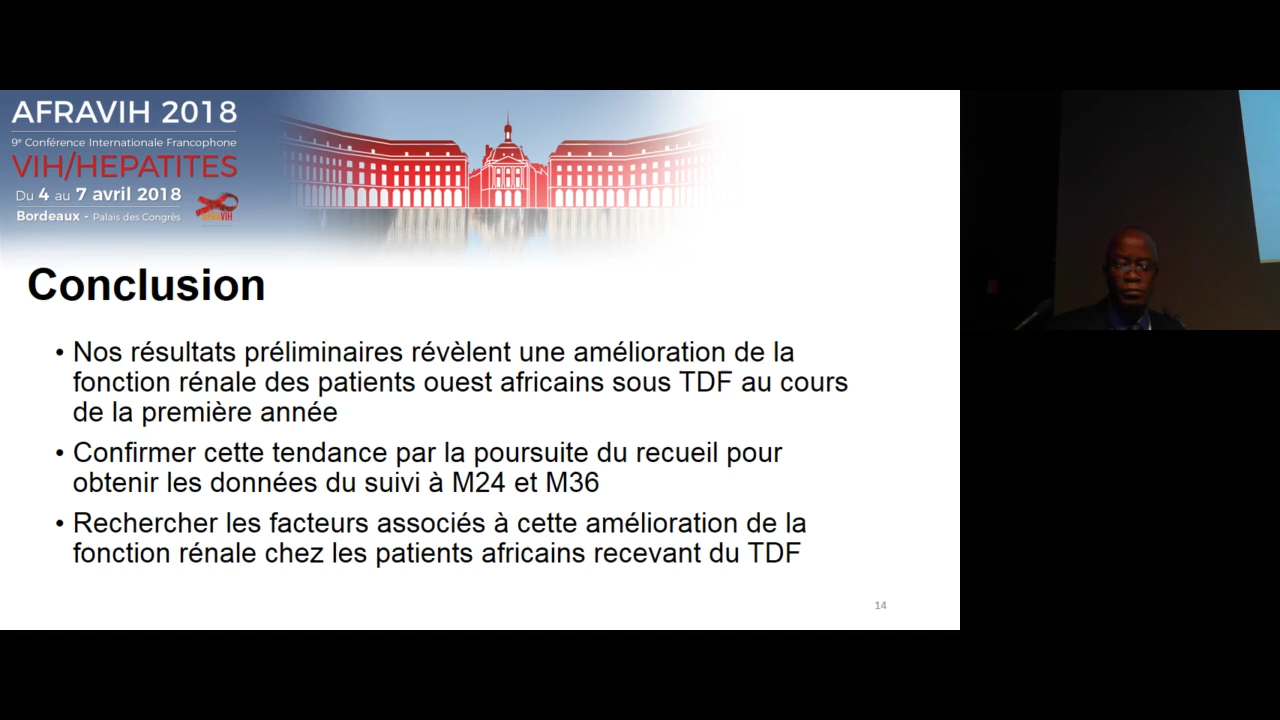 AFRAVIH 2018
9e Conférence Internationale Francophone
VIH/HEPATITES
Du 4 au 7 avril 2018
Bordeaux - Palais des Congrès
AFRAVIH
Conclusion
• Nos résultats préliminaires révèlent une amélioration de la
fonction rénale des patients ouest africains sous TDF au cours
de la première année
• Confirmer cette tendance par la poursuite du recueil pour
obtenir les données du suivi à M24 et M36
• Rechercher les facteurs associés à cette amélioration de la
fonction rénale chez les patients africains recevant du TDF
14